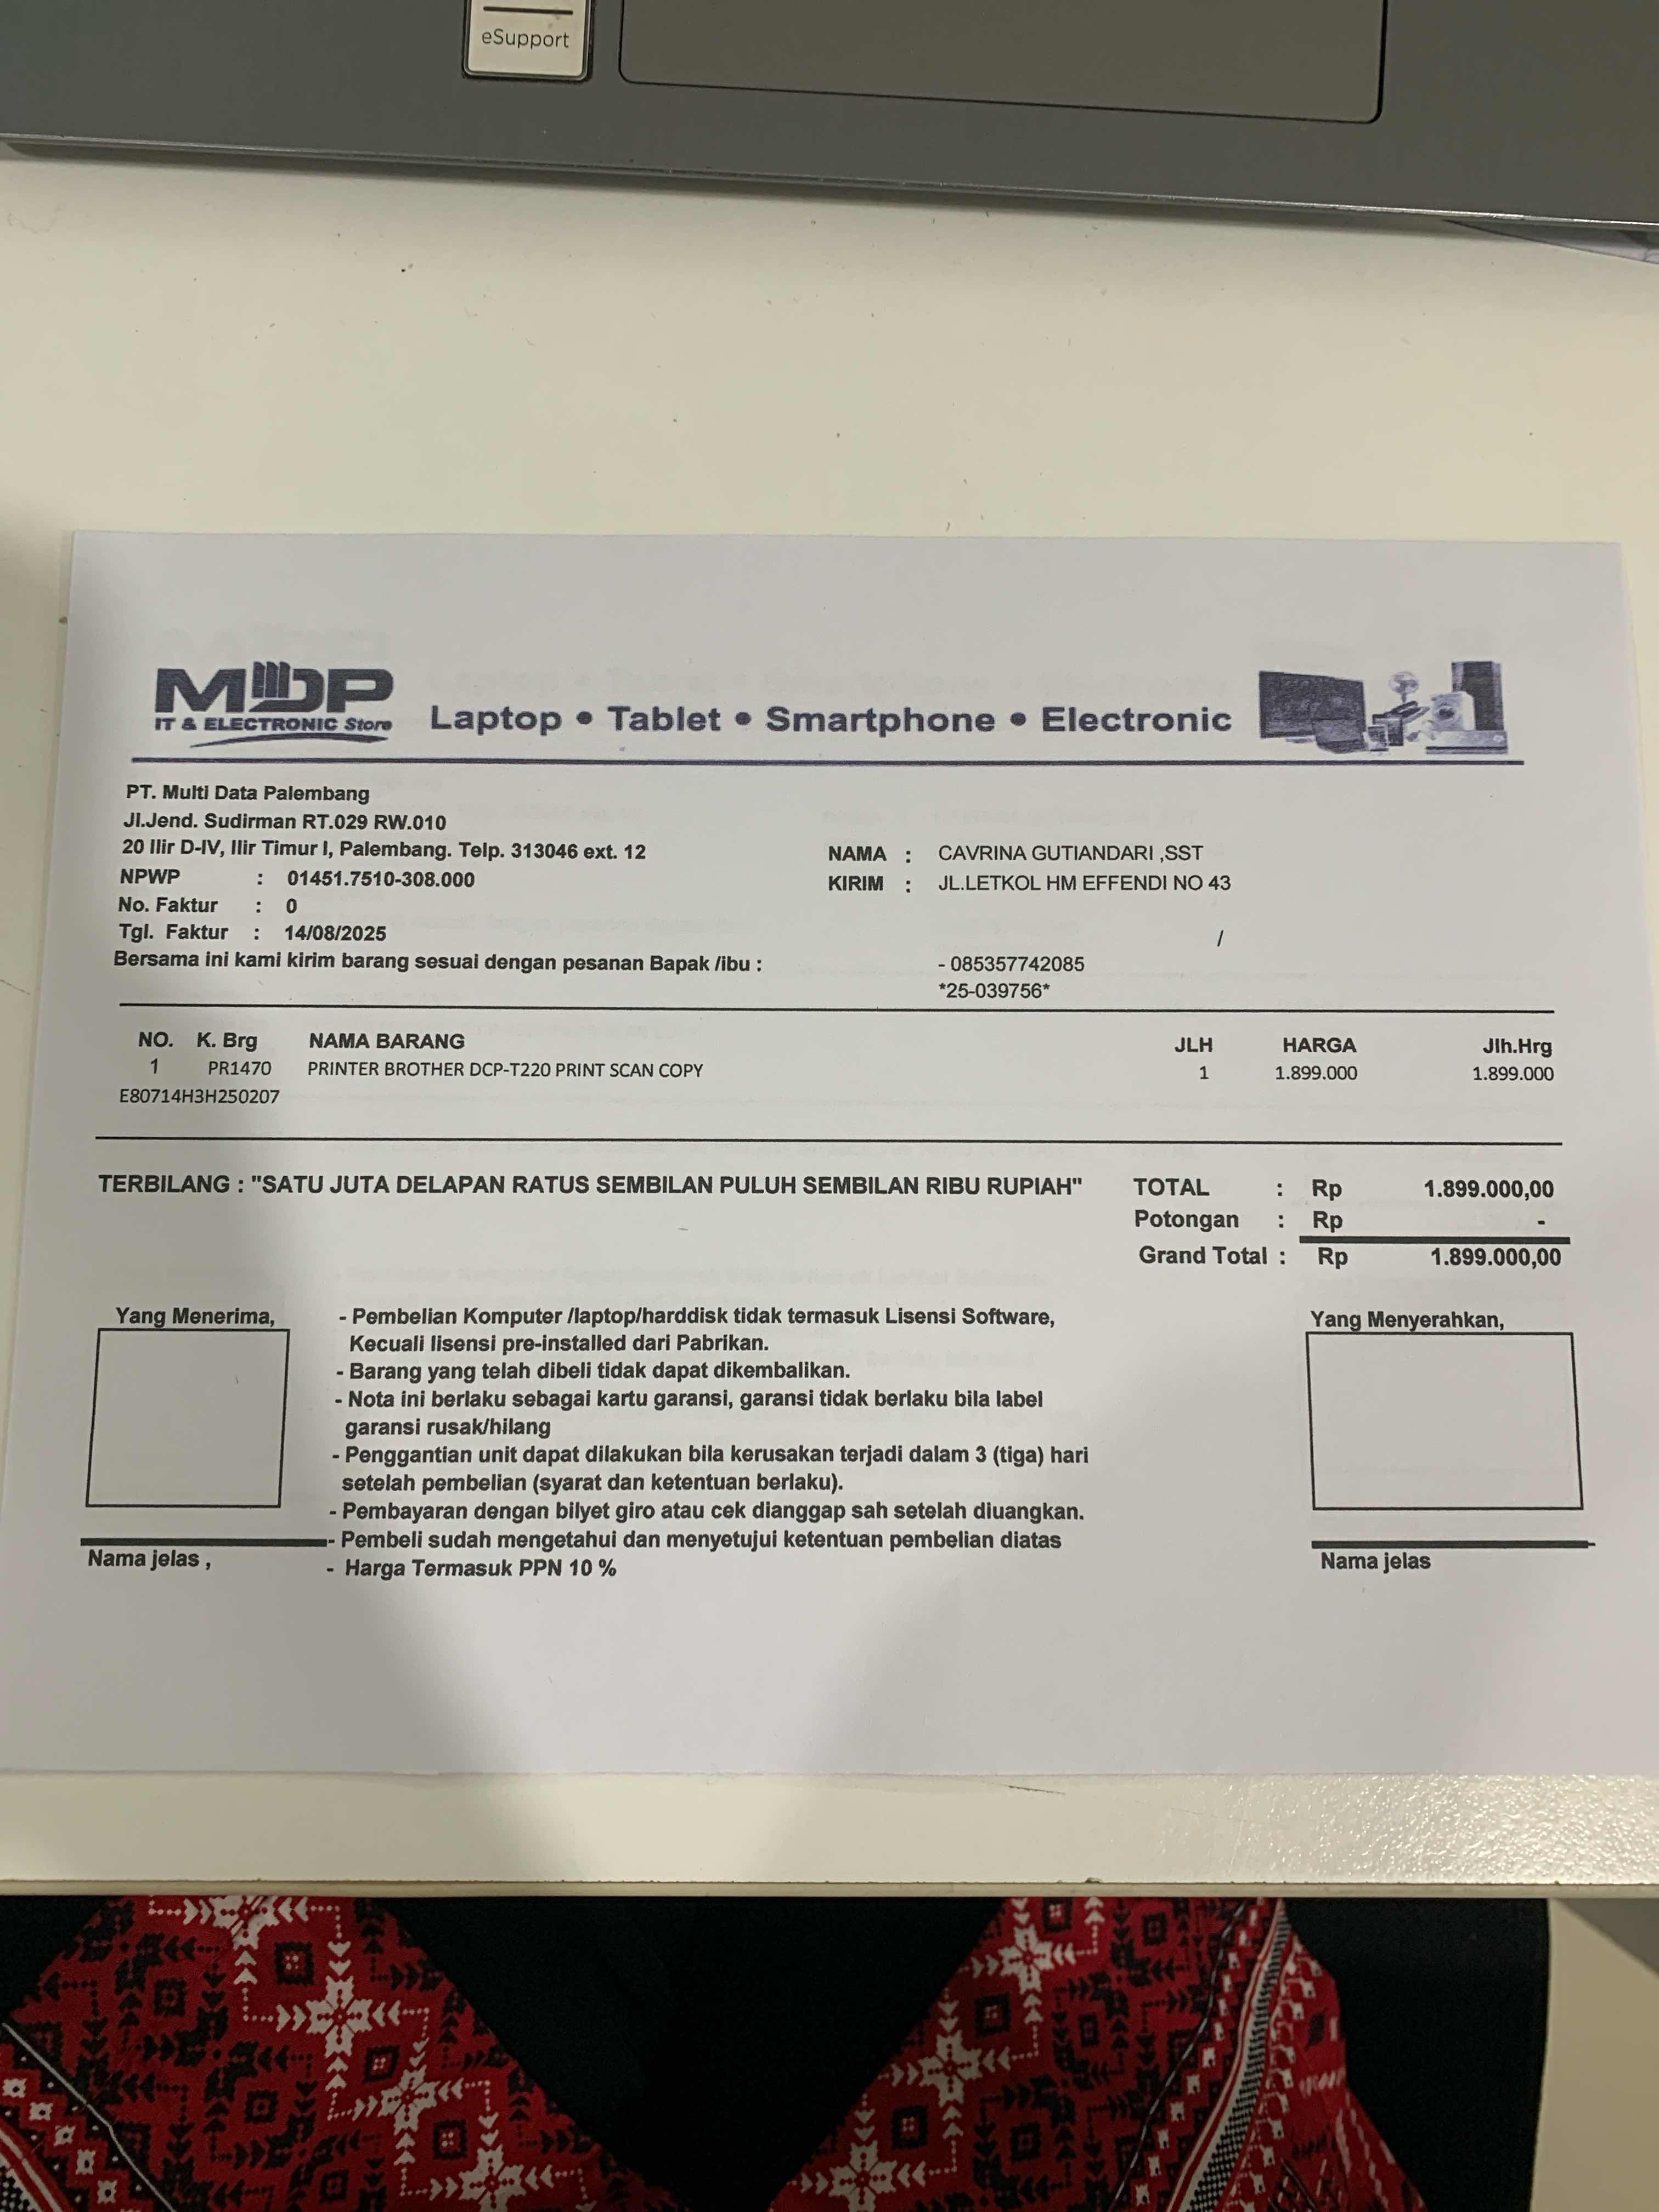 eSupport
MDP
IT & ELECTRONIC Store
Laptop • Tablet • Smartphone • Electronic
PT. Multi Data Palembang
Jl.Jend. Sudirman RT.029 RW.010
20 Ilir D-IV, Ilir Timur I, Palembang. Telp. 313046 ext. 12
NPWP : 01451.7510-308.000
No. Faktur : 0
Tgl. Faktur : 14/08/2025
Bersama ini kami kirim barang sesuai dengan pesanan Bapak /ibu :
NAMA : CAVRINA GUTIANDARI ,SST
KIRIM : JL.LETKOL HM EFFENDI NO 43
/
- 085357742085
*25-039756*
NO. K. Brg NAMA BARANG JLH HARGA Jlh.Hrg
1 PR1470 PRINTER BROTHER DCP-T220 PRINT SCAN COPY 1 1.899.000 1.899.000
E80714H3H250207
TERBILANG : "SATU JUTA DELAPAN RATUS SEMBILAN PULUH SEMBILAN RIBU RUPIAH"
TOTAL : Rp 1.899.000,00
Potongan : Rp -
Grand Total : Rp 1.899.000,00
Yang Menerima,
Nama jelas ,
- Pembelian Komputer /laptop/harddisk tidak termasuk Lisensi Software,
Kecuali lisensi pre-installed dari Pabrikan.
- Barang yang telah dibeli tidak dapat dikembalikan.
- Nota ini berlaku sebagai kartu garansi, garansi tidak berlaku bila label
garansi rusak/hilang
- Penggantian unit dapat dilakukan bila kerusakan terjadi dalam 3 (tiga) hari
setelah pembelian (syarat dan ketentuan berlaku).
- Pembayaran dengan bilyet giro atau cek dianggap sah setelah diuangkan.
- Pembeli sudah mengetahui dan menyetujui ketentuan pembelian diatas
- Harga Termasuk PPN 10 %
Yang Menyerahkan,
Nama jelas